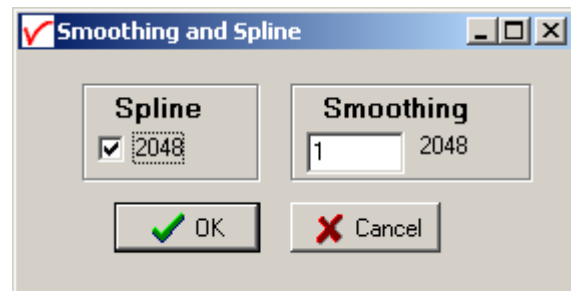 Smoothing and Spline
Spline
2048
Smoothing
1 2048
OK
Cancel